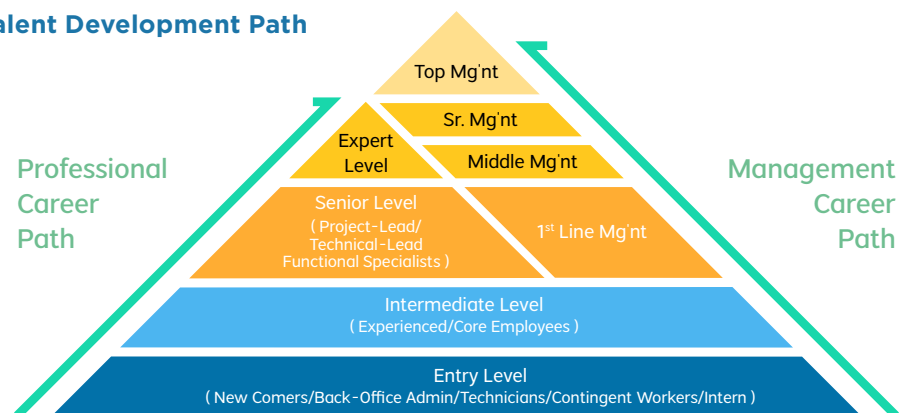 alent Development Path
Top Mg'nt
Sr. Mg'nt
Expert
Level
Middle Mg'nt
Professional
Career
Path
Management
Career
Path
Senior Level
( Project-Lead/
Technical-Lead
Functional Specialists )
1st Line Mg'nt
Intermediate Level
( Experienced/Core Employees )
Entry Level
( New Comers/Back-Office Admin/Technicians/Contingent Workers/Intern )